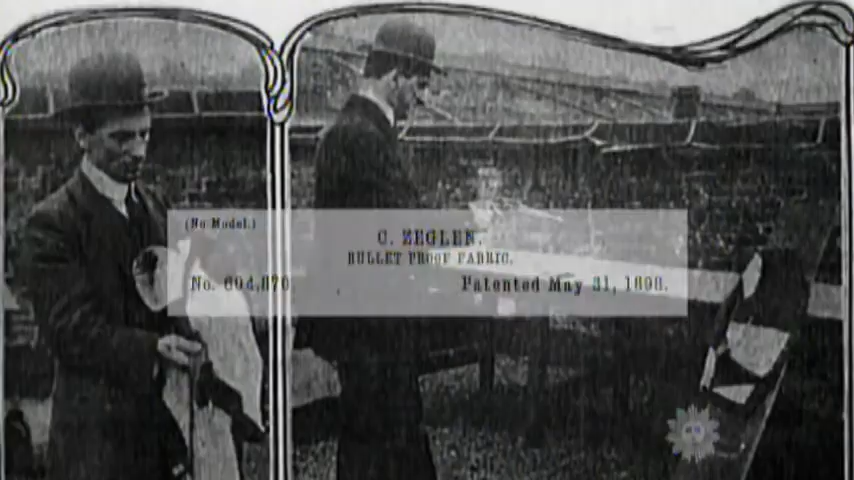 (No Model.)
C. ZEGLEN.
BULLET PROOF FABRIC.
No. 604,870
Patented May 31, 1898.